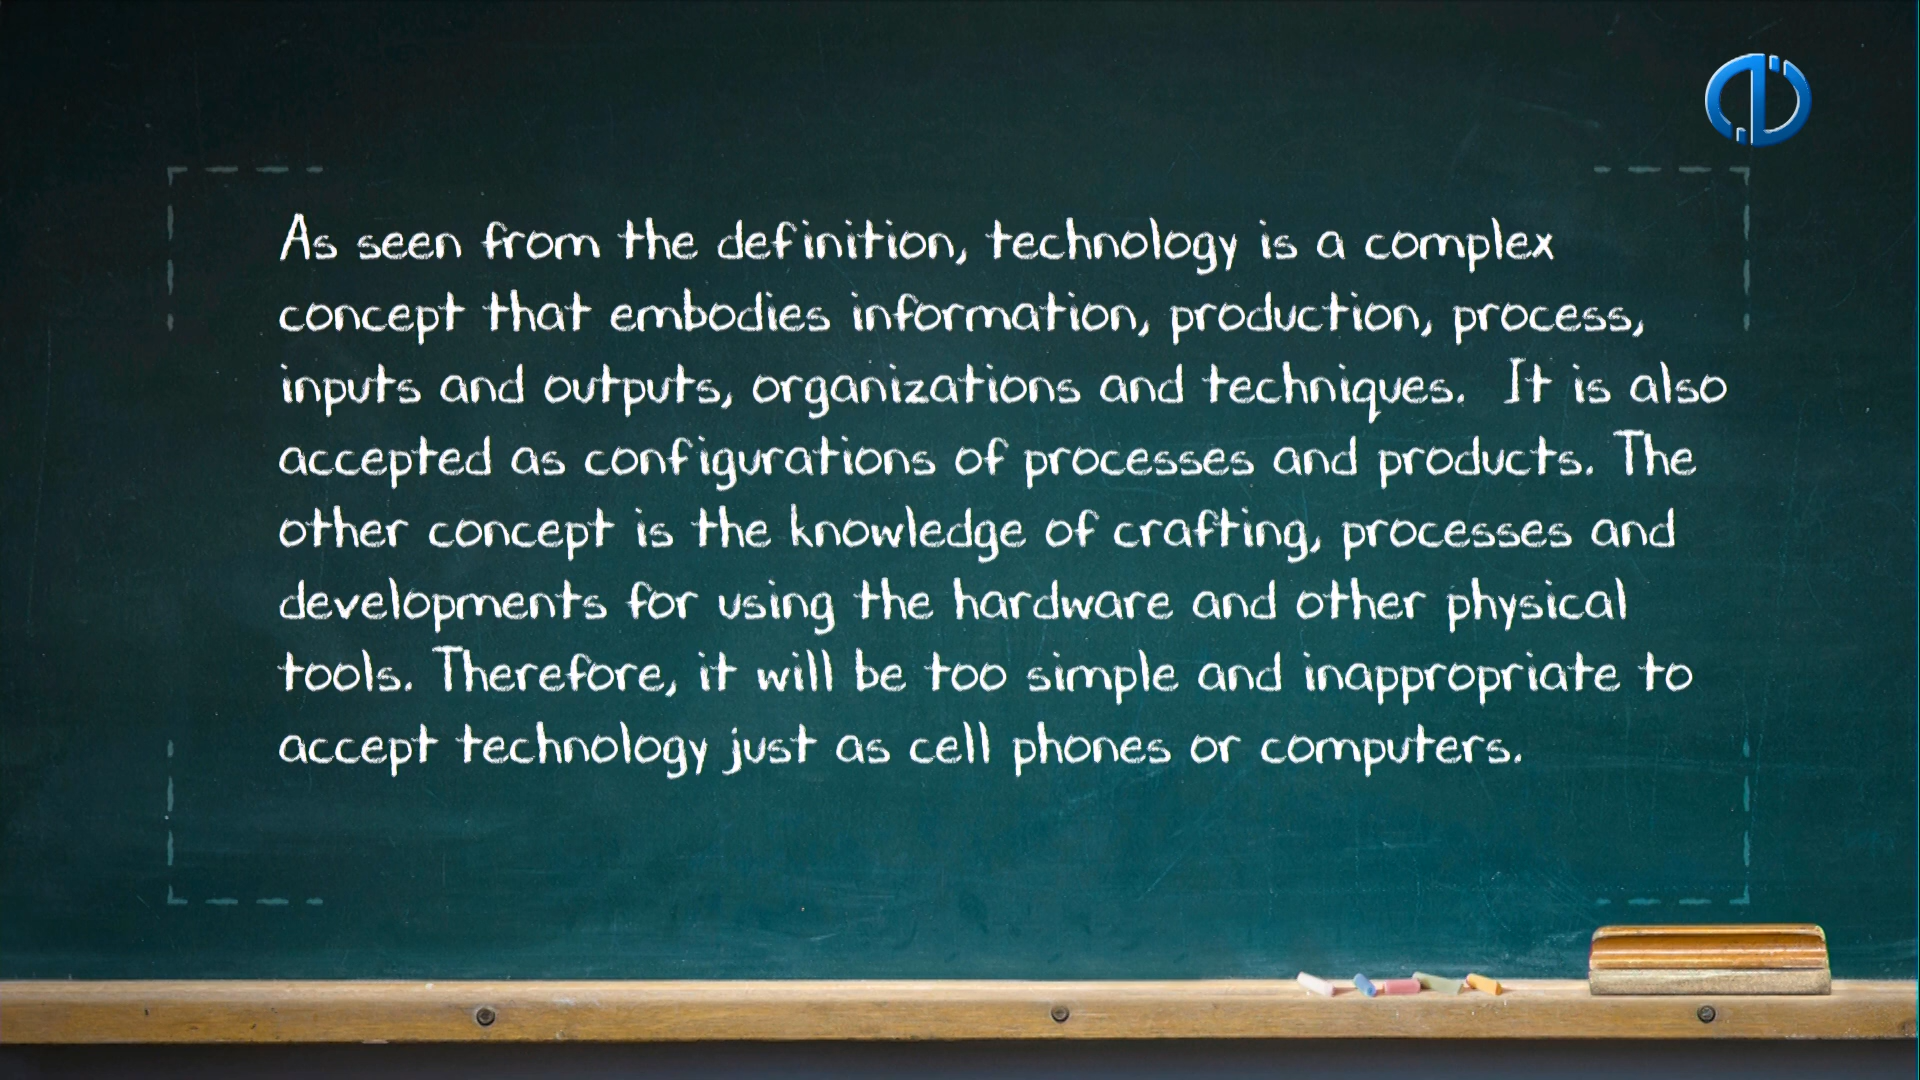 As seen from the definition, technology is a complex
concept that embodies information, production, process,
inputs and outputs, organizations and techniques.  It is also
accepted as configurations of processes and products. The
other concept is the knowledge of crafting, processes and
developments for using the hardware and other physical
tools. Therefore, it will be too simple and inappropriate to
accept technology just as cell phones or computers.